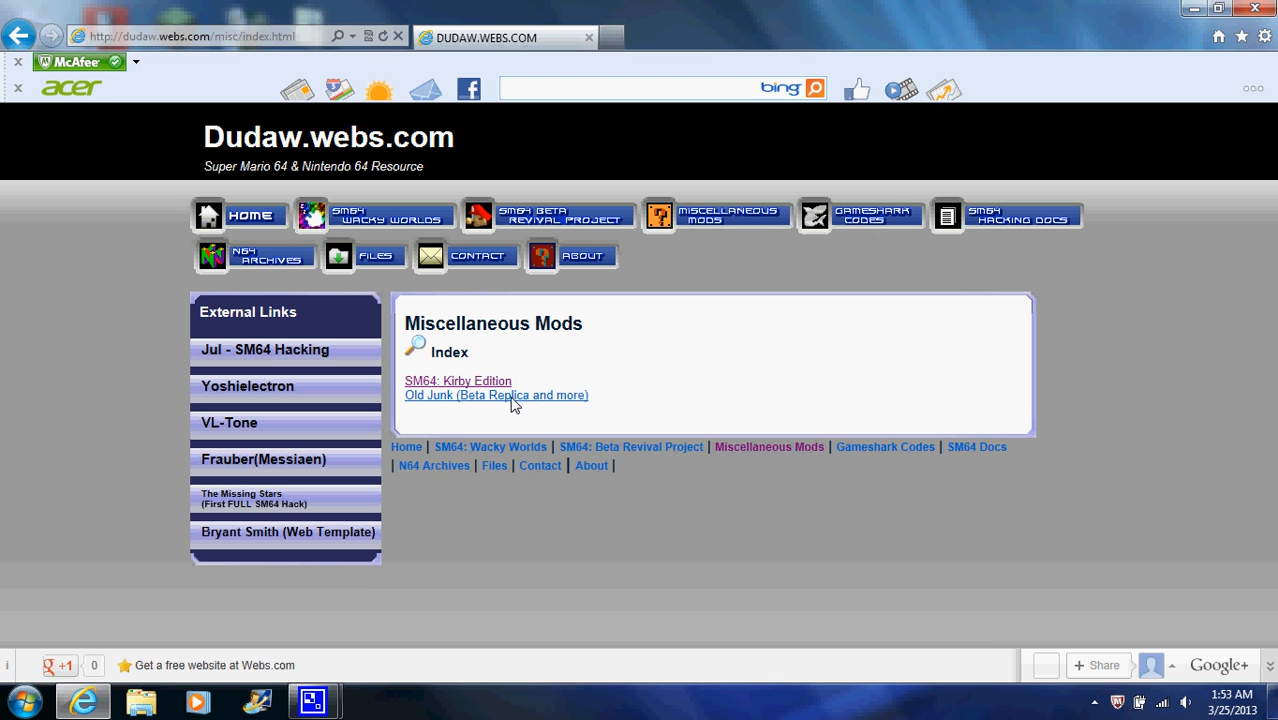 http://dudaw.webs.com/misc/index.html
DUDAW.WEBS.COM
McAfee
acer
bing
Dudaw.webs.com
Super Mario 64 & Nintendo 64 Resource
HOME
SM64 WACKY WORLDS
SM64 BETA REVIVAL PROJECT
MISCELLANEOUS MODS
GAMESHARK CODES
SM64 HACKING DOCS
N64 ARCHIVES
FILES
CONTACT
ABOUT
External Links
Jul - SM64 Hacking
Yoshielectron
VL-Tone
Frauber(Messiaen)
The Missing Stars
(First FULL SM64 Hack)
Bryant Smith (Web Template)
Miscellaneous Mods
Index
SM64: Kirby Edition
Old Junk (Beta Replica and more)
Home | SM64: Wacky Worlds | SM64: Beta Revival Project | Miscellaneous Mods | Gameshark Codes | SM64 Docs
| N64 Archives | Files | Contact | About |
g +1 0 Get a free website at Webs.com
+ Share Google+
1:53 AM
3/25/2013